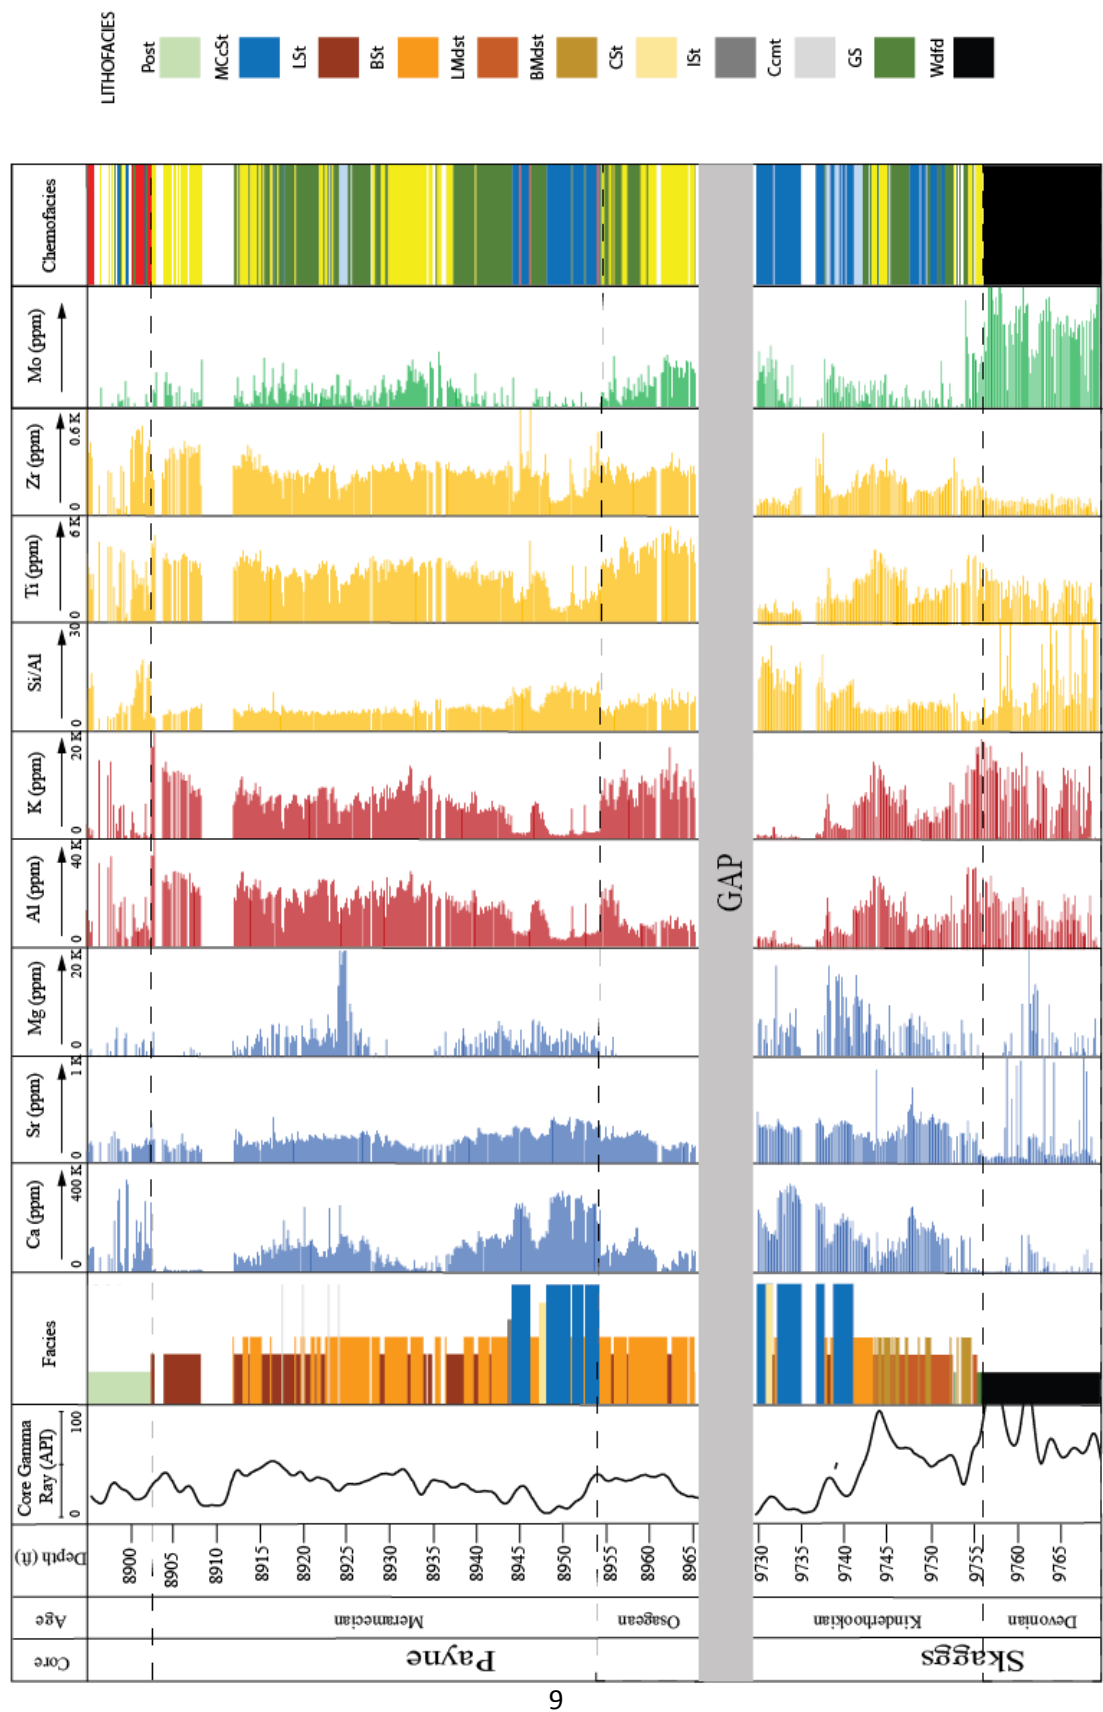 LITHOFACIES
Post
MCcSt
LSt
BSt
LMdst
BMdst
CSt
ISt
Ccmt
GS
Wdfd
Chemofacies
Mo (ppm)
Zr (ppm)
0 0.6 K
Ti (ppm)
0 6 K
Si/Al
0 30
K (ppm)
0 20 K
Al (ppm)
0 40 K
Mg (ppm)
0 20 K
Sr (ppm)
0 1 K
Ca (ppm)
0 400 K
Facies
Core Gamma
Ray (API)
0 100
Depth (ft)
8900
8905
8910
8915
8920
8925
8930
8935
8940
8945
8950
8955
8960
8965
9730
9735
9740
9745
9750
9755
9760
9765
Age
Meramecian
Osagean
Kinderhookian
Devonian
Core
Payne
Skaggs
GAP
9